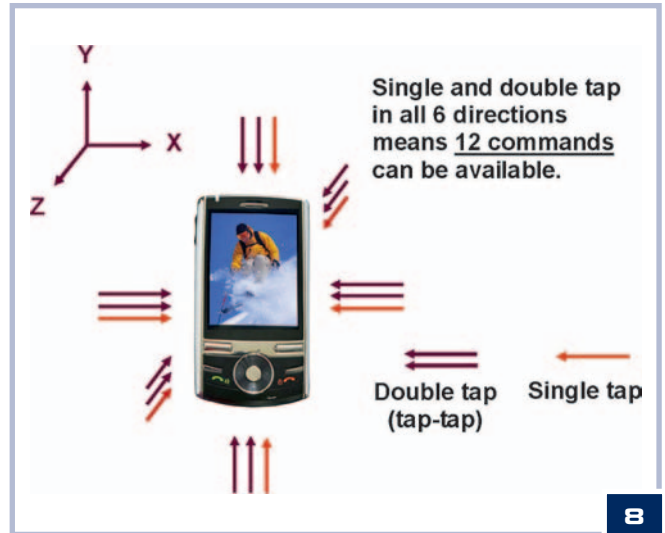 Y
X
Z
Single and double tap
in all 6 directions
means 12 commands
can be available.
Double tap
(tap-tap)
Single tap
8